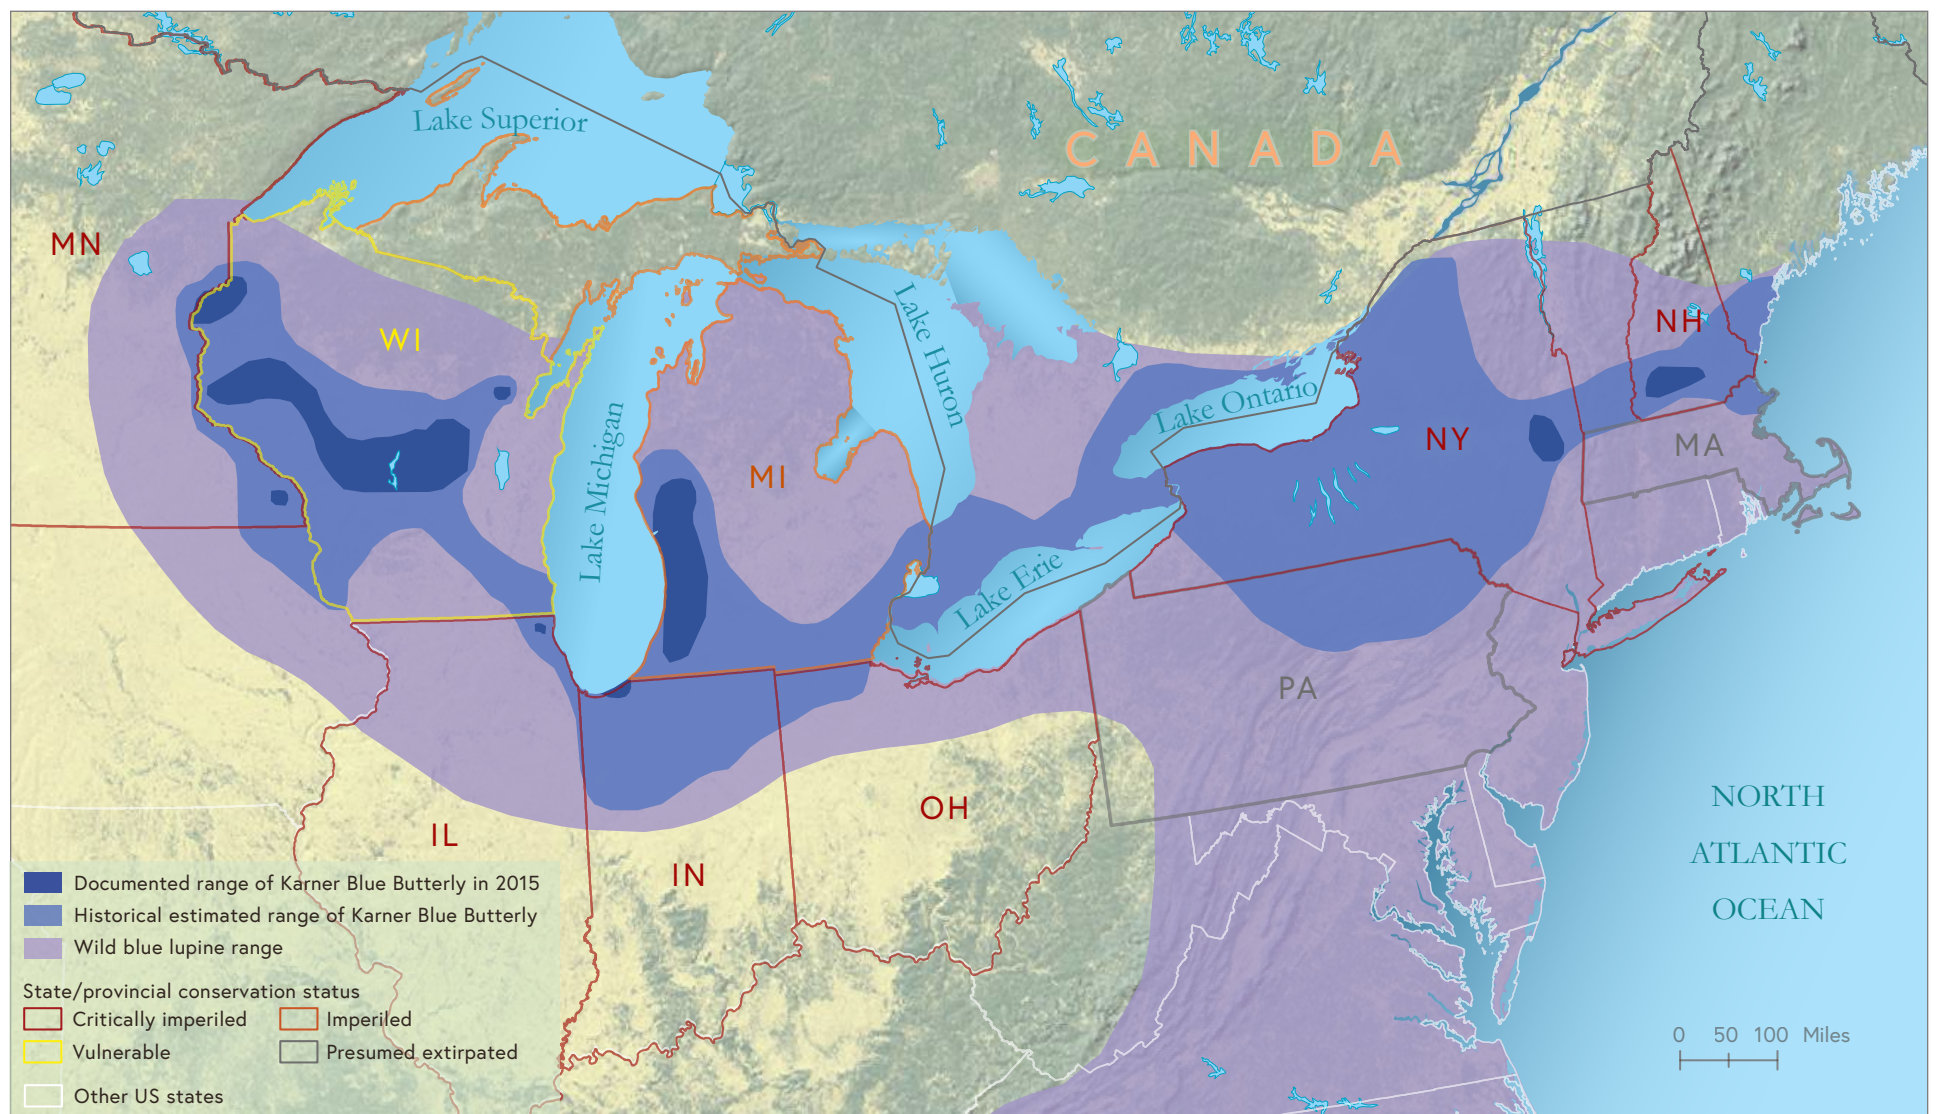 CANADA
Lake Superior
MN
WI
Lake Huron
NH
Lake Michigan
Lake Ontario
NY
MA
MI
Lake Erie
PA
NORTH
ATLANTIC
OCEAN
OH
IL
IN
Documented range of Karner Blue Butterly in 2015
Historical estimated range of Karner Blue Butterly
Wild blue lupine range
State/provincial conservation status
Critically imperiled
Imperiled
Vulnerable
Presumed extirpated
Other US states
0 50 100 Miles